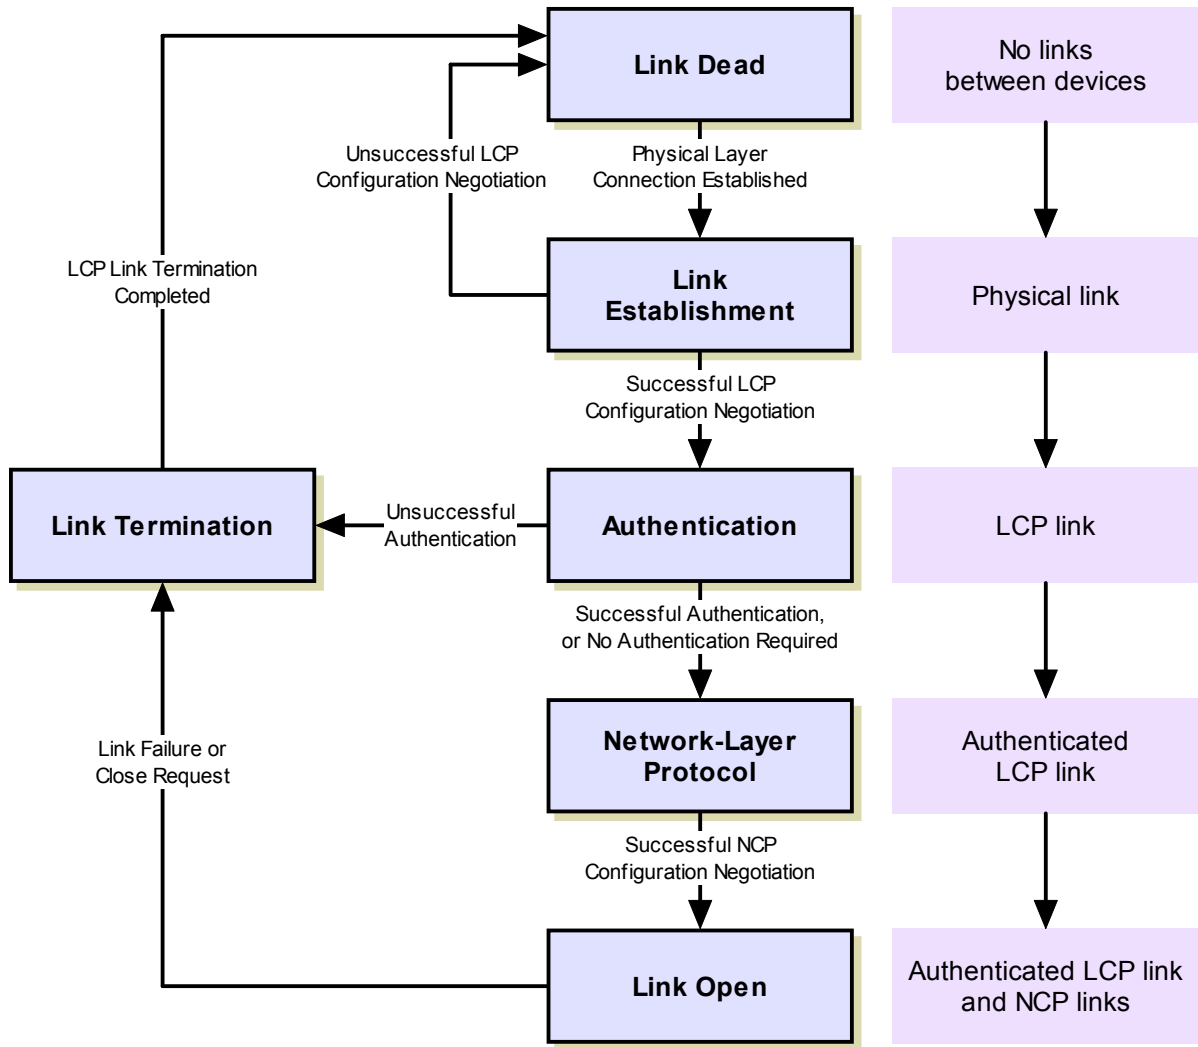 Link Dead
No links
between devices
Unsuccessful LCP
Configuration Negotiation
Physical Layer
Connection Established
LCP Link Termination
Completed
Link
Establishment
Physical link
Successful LCP
Configuration Negotiation
Link Termination
Unsuccessful
Authentication
Authentication
LCP link
Successful Authentication,
or No Authentication Required
Link Failure or
Close Request
Network-Layer
Protocol
Authenticated
LCP link
Successful NCP
Configuration Negotiation
Link Open
Authenticated LCP link
and NCP links